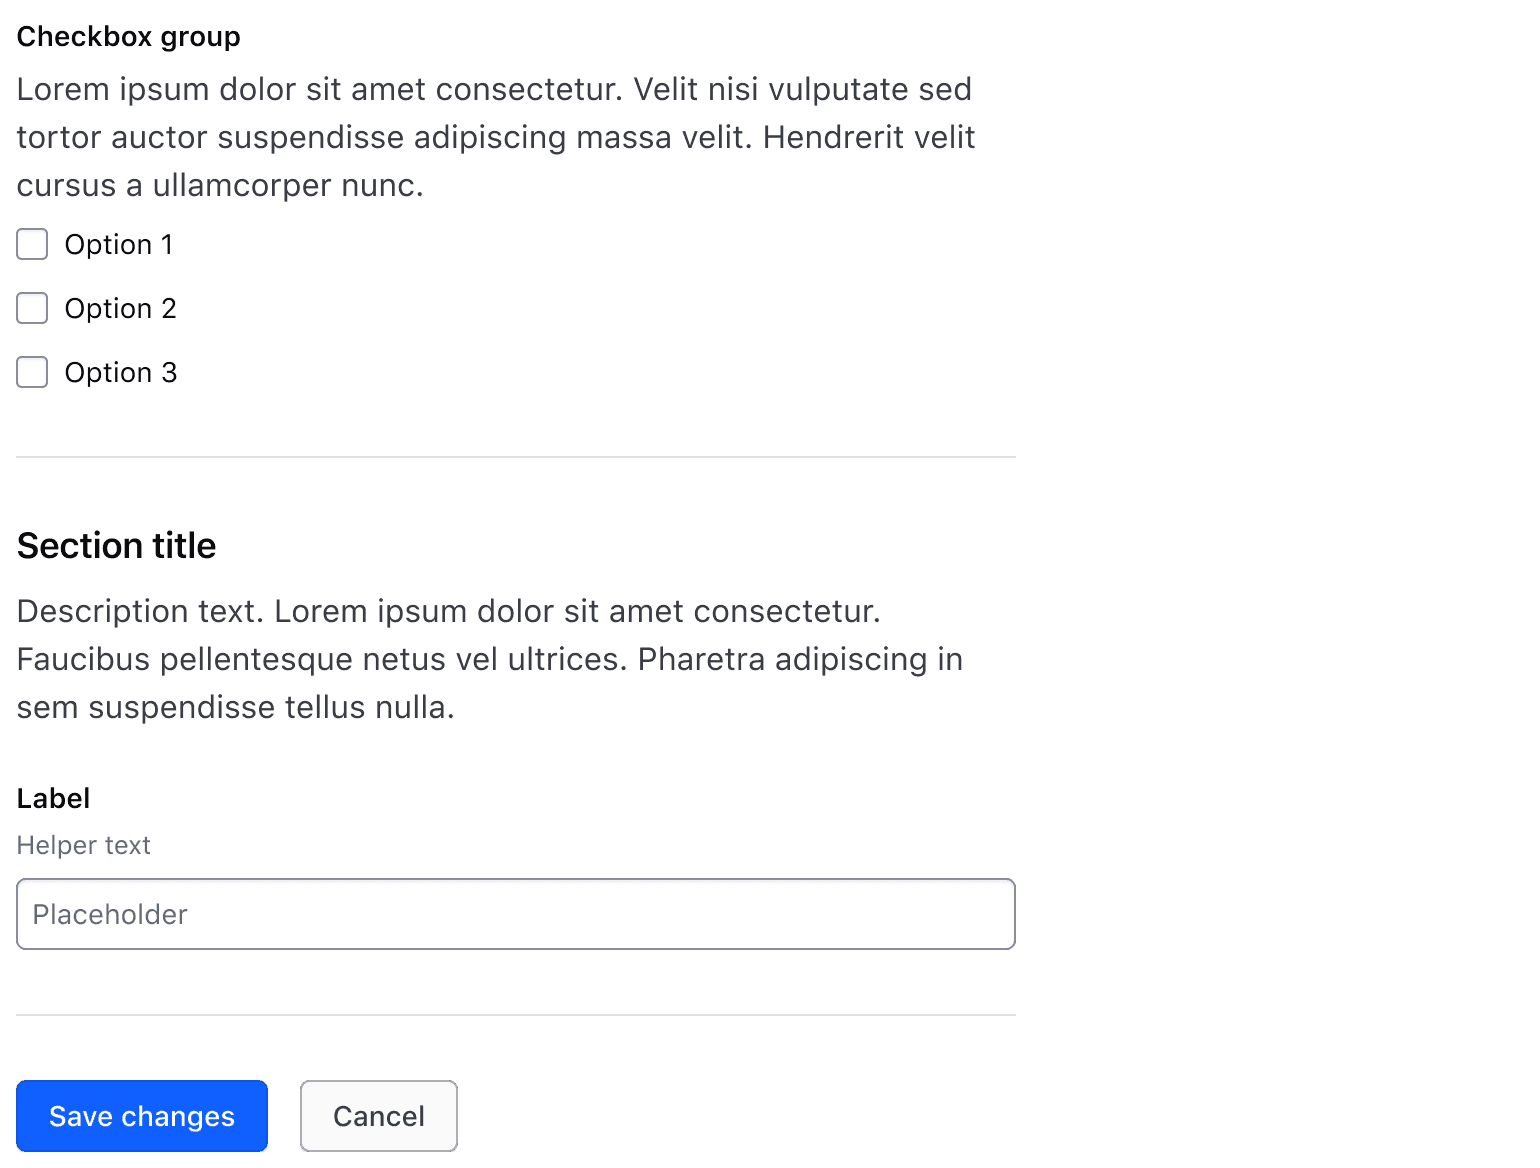 Checkbox group
Lorem ipsum dolor sit amet consectetur. Velit nisi vulputate sed
tortor auctor suspendisse adipiscing massa velit. Hendrerit velit
cursus a ullamcorper nunc.
Option 1
Option 2
Option 3
Section title
Description text. Lorem ipsum dolor sit amet consectetur.
Faucibus pellentesque netus vel ultrices. Pharetra adipiscing in
sem suspendisse tellus nulla.
Label
Helper text
Placeholder
Save changes Cancel